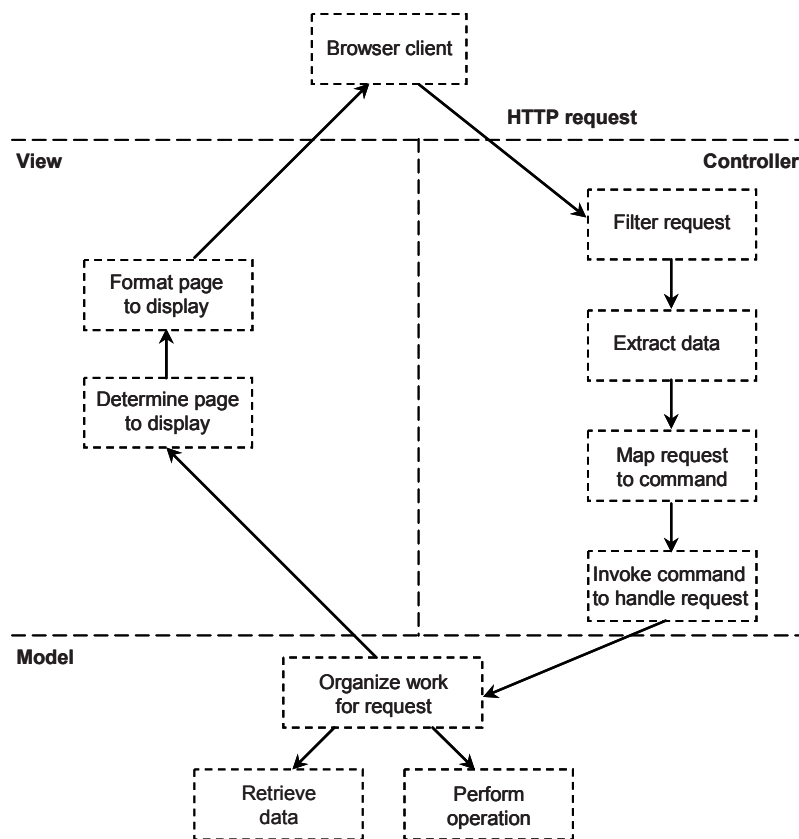 Browser client
HTTP request
View
Controller
Filter request
Format page
to display
Extract data
Determine page
to display
Map request
to command
Invoke command
to handle request
Model
Organize work
for request
Retrieve
data
Perform
operation